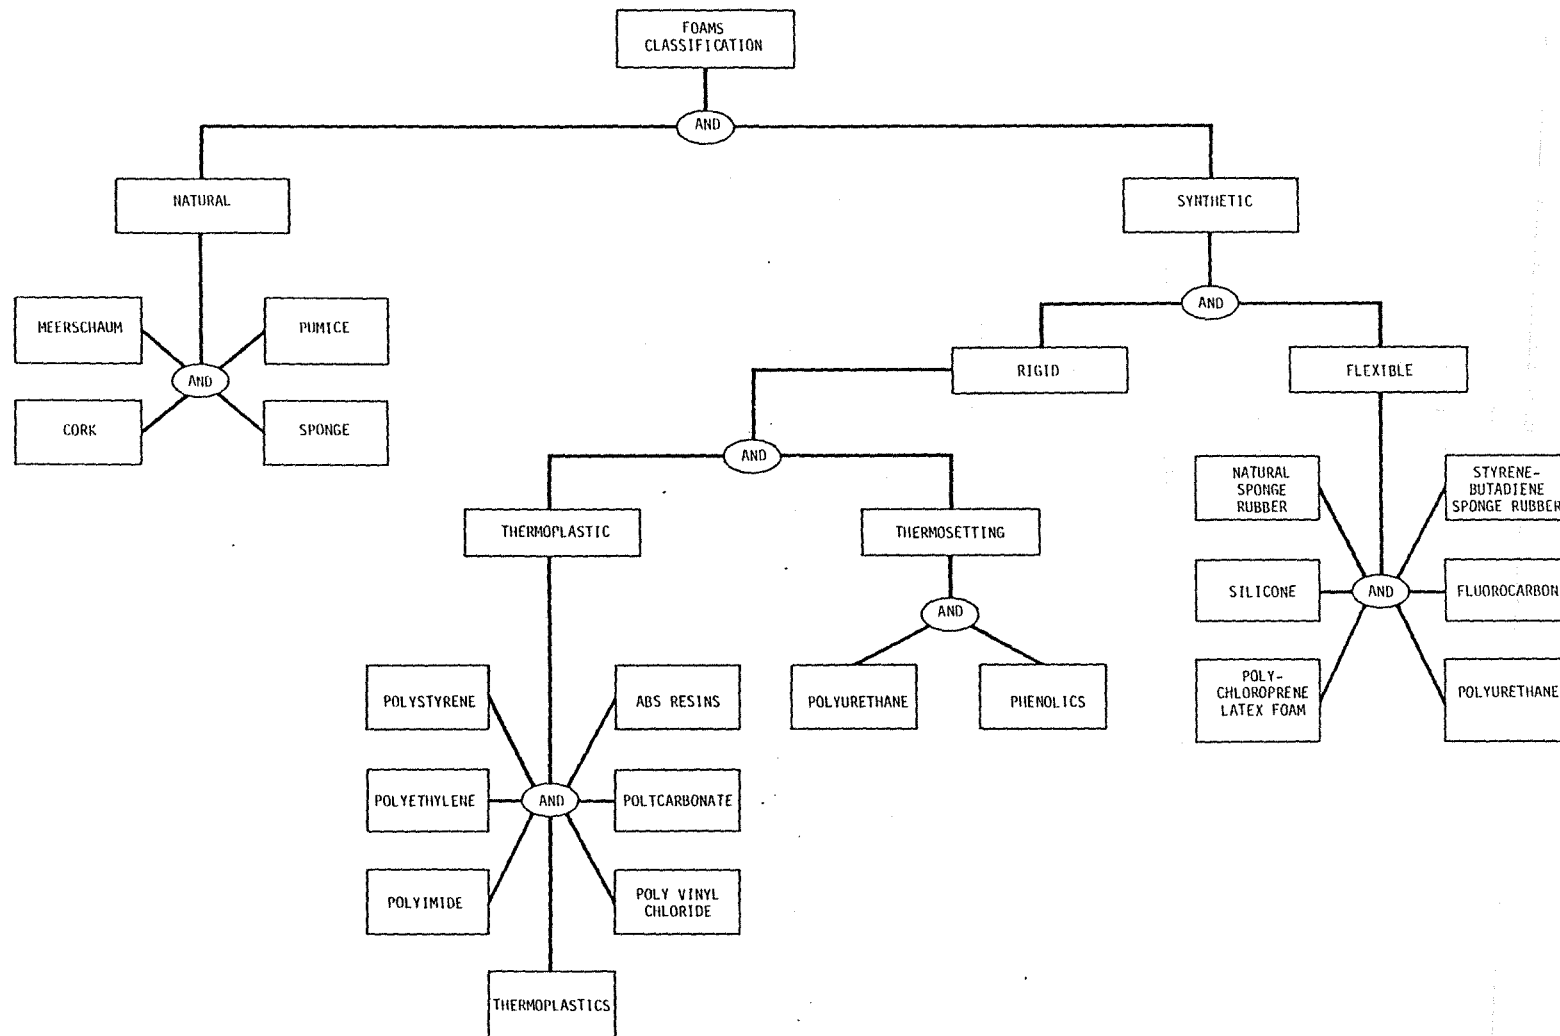 FOAMS
CLASSIFICATION
AND
NATURAL
SYNTHETIC
AND
MEERSCHAUM
PUMICE
AND
CORK
SPONGE
RIGID
FLEXIBLE
AND
THERMOPLASTIC
THERMOSETTING
AND
POLYURETHANE
PHENOLICS
NATURAL
SPONGE
RUBBER
STYRENE-
BUTADIENE
SPONGE RUBBER
SILICONE
AND
FLUOROCARBON
POLY-
CHLOROPRENE
LATEX FOAM
POLYURETHANE
POLYSTYRENE
ABS RESINS
POLYETHYLENE
AND
POLTCARBONATE
POLYIMIDE
POLY VINYL
CHLORIDE
THERMOPLASTICS